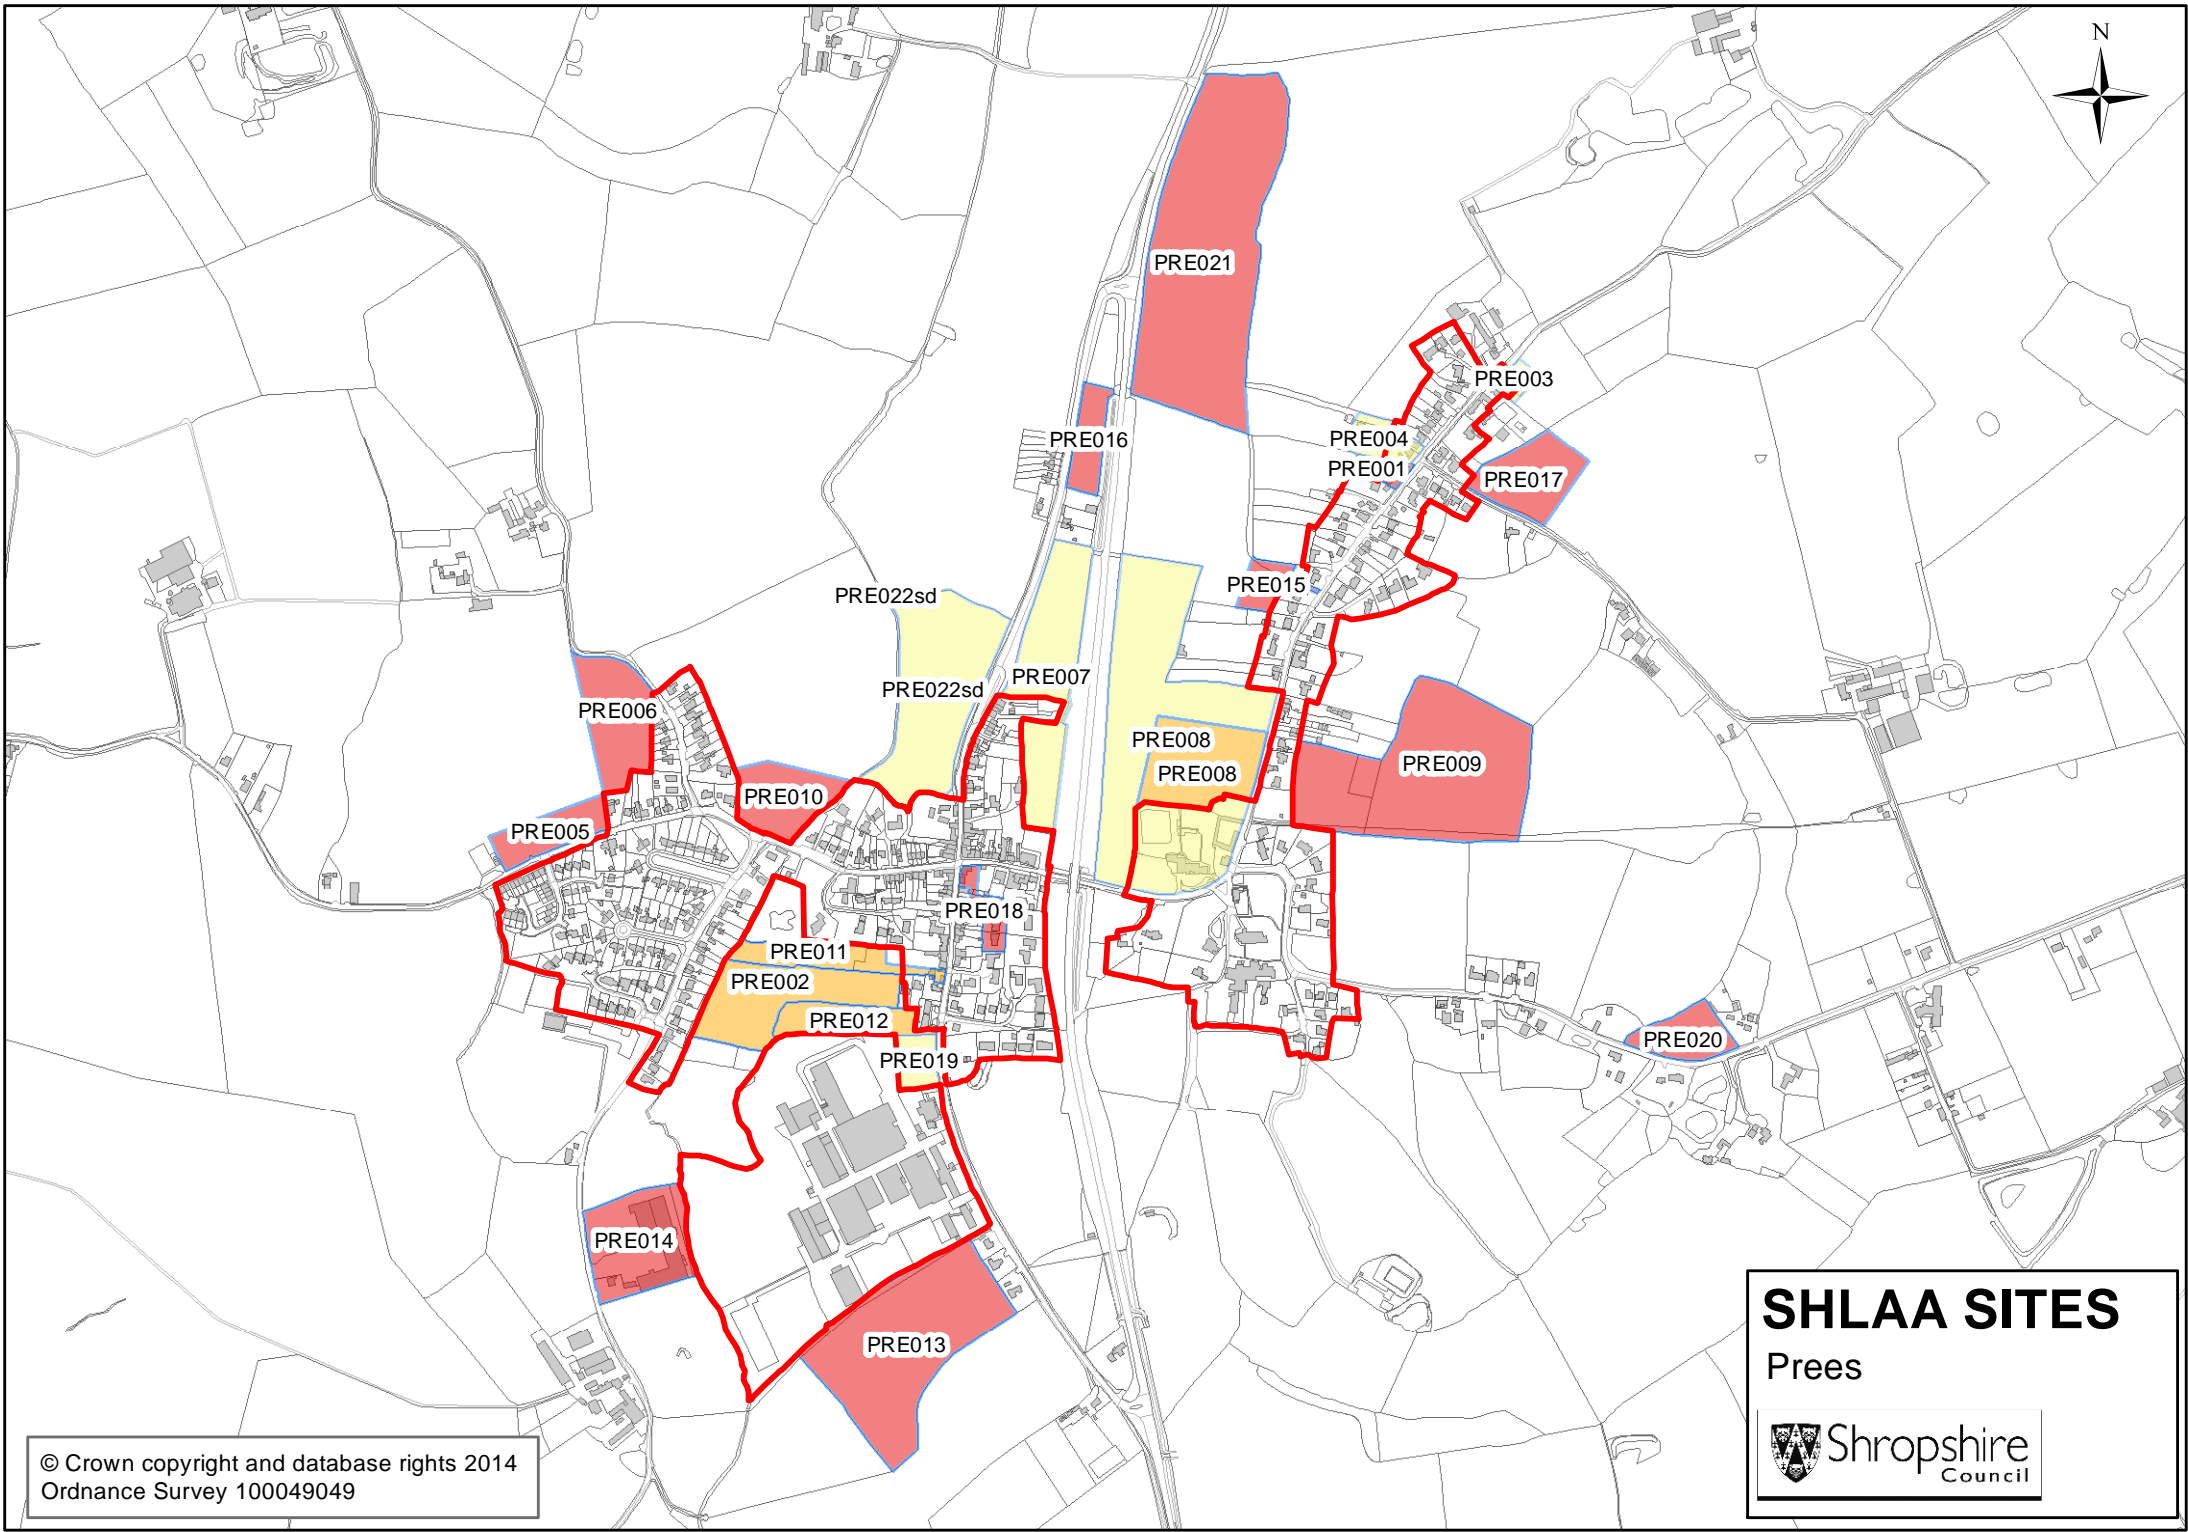 N
PRE021
PRE003
PRE016
PRE004
PRE001
PRE017
PRE022sd
PRE015
PRE007
PRE022sd
PRE006
PRE008
PRE009
PRE008
PRE010
PRE005
PRE018
PRE011
PRE002
PRE012
PRE020
PRE019
PRE014
PRE013
SHLAA SITES
Prees
Shropshire
Council
© Crown copyright and database rights 2014
Ordnance Survey 100049049